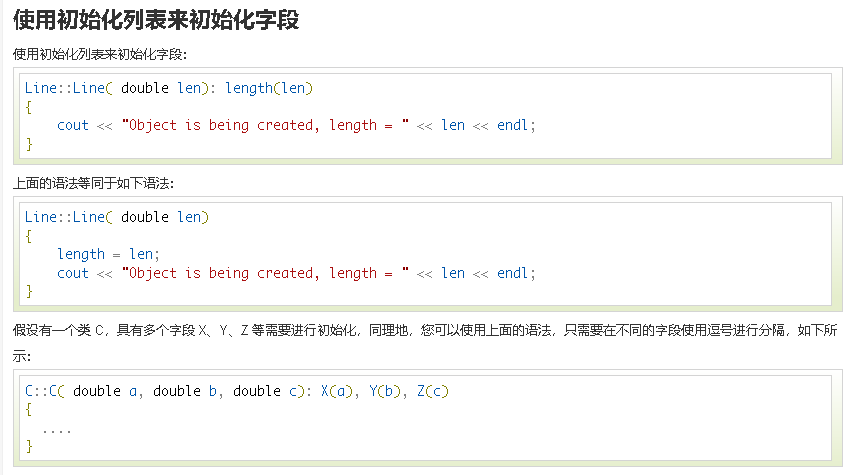 使用初始化列表来初始化字段
使用初始化列表来初始化字段：
Line::Line( double len): length(len)
{
    cout << "Object is being created, length = " << len << endl;
}
上面的语法等同于如下语法：
Line::Line( double len)
{
    length = len;
    cout << "Object is being created, length = " << len << endl;
}
假设有一个类 C，具有多个字段 X、Y、Z 等需要进行初始化，同理地，您可以使用上面的语法，只需要在不同的字段使用逗号进行分隔，如下所
示：
C::C( double a, double b, double c): X(a), Y(b), Z(c)
{
  ....
}